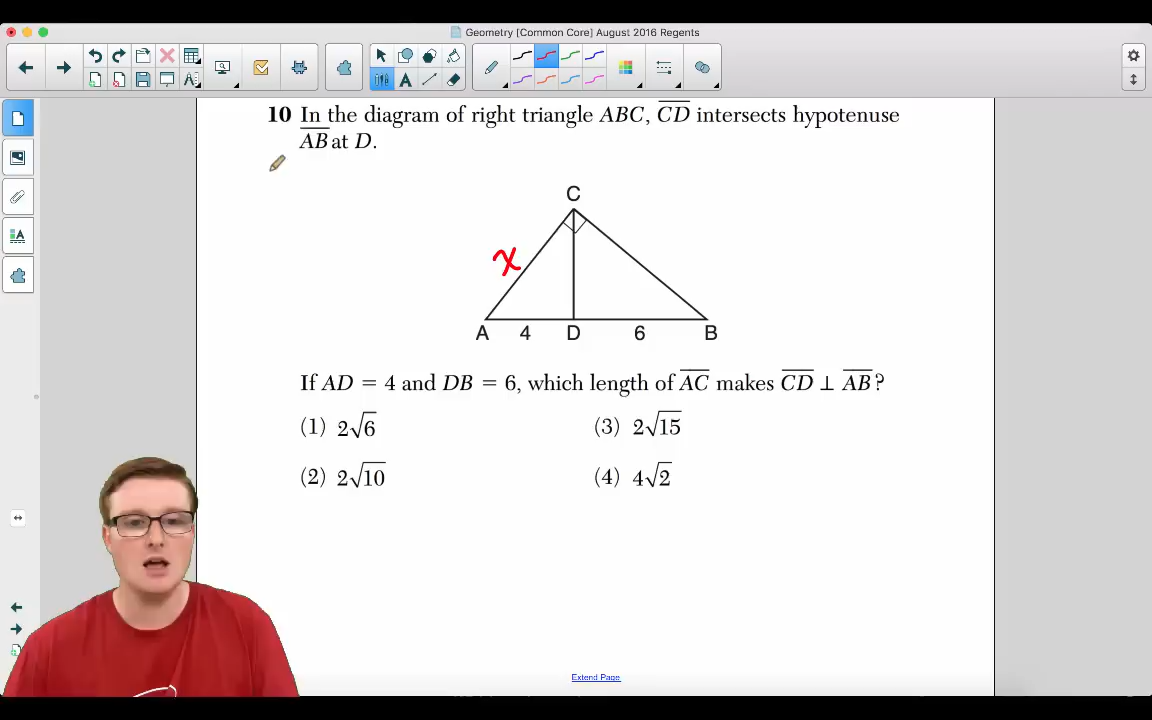 Geometry [Common Core] August 2016 Regents
10 In the diagram of right triangle ABC, CD intersects hypotenuse
AB at D.
C
x
A 4 D 6 B
If AD = 4 and DB = 6, which length of AC makes CD ⊥ AB?
(1) 2√6 (3) 2√15
(2) 2√10 (4) 4√2
Extend Page